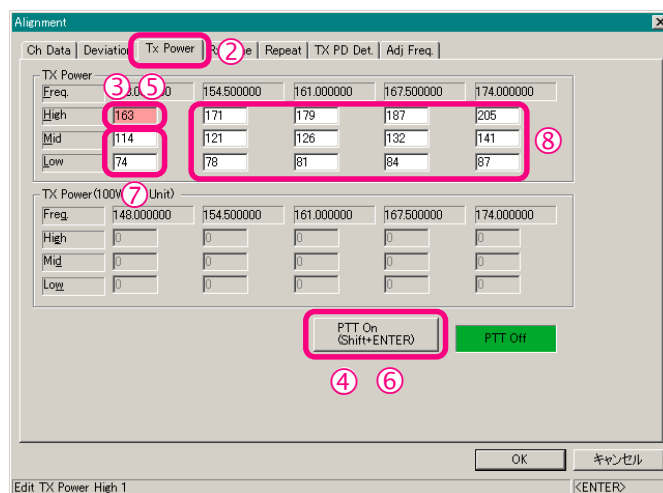 Alignment
Ch Data Deviation Tx Power ② Repeat TX PD Det. Adj Freq.
TX Power ③ ⑤
Freq. 154.500000 161.000000 167.500000 174.000000
High 163 171 179 187 205
Mid 114 121 126 132 141 ⑧
Low 74 78 81 84 87
⑦
TX Power(100W Unit)
Freq. 148.000000 154.500000 161.000000 167.500000 174.000000
High 0 0 0 0 0
Mid 0 0 0 0 0
Low 0 0 0 0 0
PTT On
(Shift+ENTER)
PTT Off
④ ⑥
OK キャンセル
Edit TX Power High 1 <ENTER>